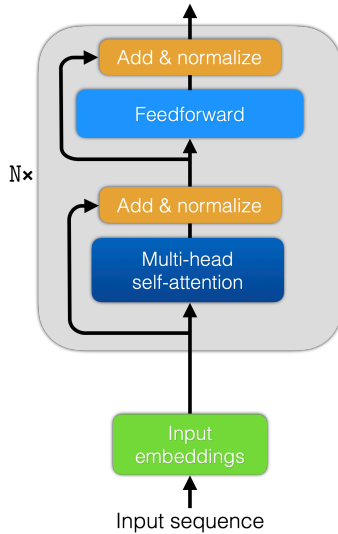 Add & normalize
Feedforward
N×
Add & normalize
Multi-head
self-attention
Input
embeddings
Input sequence